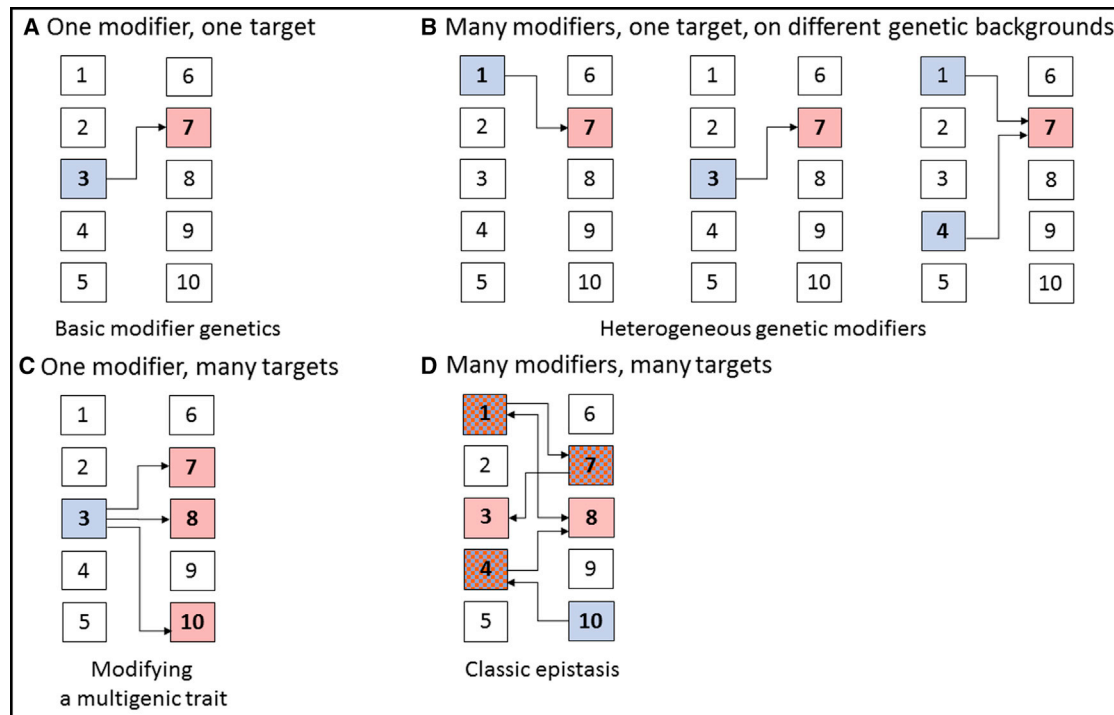 A One modifier, one target
1 6
2 7
3 8
4 9
5 10
Basic modifier genetics
B Many modifiers, one target, on different genetic backgrounds
1 6 1 6 1 6
2 7 2 7 2 7
3 8 3 8 3 8
4 9 4 9 4 9
5 10 5 10 5 10
Heterogeneous genetic modifiers
C One modifier, many targets
1 6
2 7
3 8
4 9
5 10
Modifying
a multigenic trait
D Many modifiers, many targets
1 6
2 7
3 8
4 9
5 10
Classic epistasis